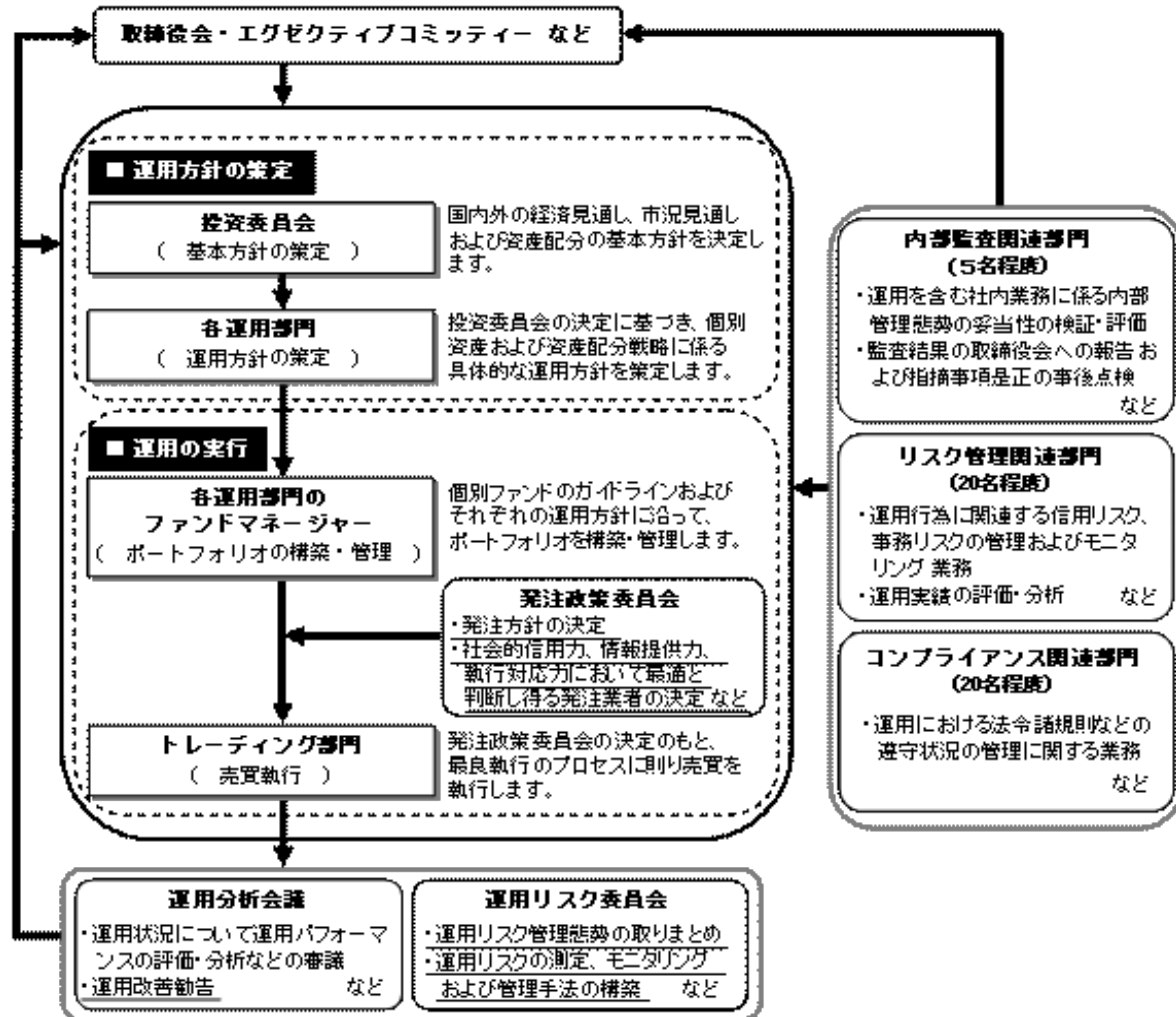 取締役会・エグゼクティブコミッティー など
■ 運用方針の策定
投資委員会
( 基本方針の策定 )
国内外の経済見通し、市況見通し
および資産配分の基本方針を決定し
ます。
各運用部門
( 運用方針の策定 )
投資委員会の決定に基づき、個別
資産および資産配分戦略に係る
具体的な運用方針を策定します。
■ 運用の実行
各運用部門の
ファンドマネージャー
( ポートフォリオの構築・管理 )
個別ファンドのガイドラインおよび
それぞれの運用方針に沿って、
ポートフォリオを構築・管理します。
発注政策委員会
・発注方針の決定
・社会的信用力、情報提供力、
執行対応力において最適と
判断し得る発注業者の決定 など
トレーディング部門
( 売買執行 )
発注政策委員会の決定のもと、
最良執行のプロセスに則り売買を
執行します。
運用分析会議
・運用状況について運用パフォーマ
ンスの評価・分析などの審議
・運用改善勧告 など
運用リスク委員会
・運用リスク管理態勢の取りまとめ
・運用リスクの測定、モニタリング
および管理手法の構築 など
内部監査関連部門
(5名程度)
・運用を含む社内業務に係る内部
管理態勢の妥当性の検証・評価
・監査結果の取締役会への報告お
よび指摘事項是正の事後点検
など
リスク管理関連部門
(20名程度)
・運用行為に関連する信用リスク、
事務リスクの管理およびモニタ
リング業務
・運用実績の評価・分析 など
コンプライアンス関連部門
(20名程度)
・運用における法令諸規則などの
遵守状況の管理に関する業務
など